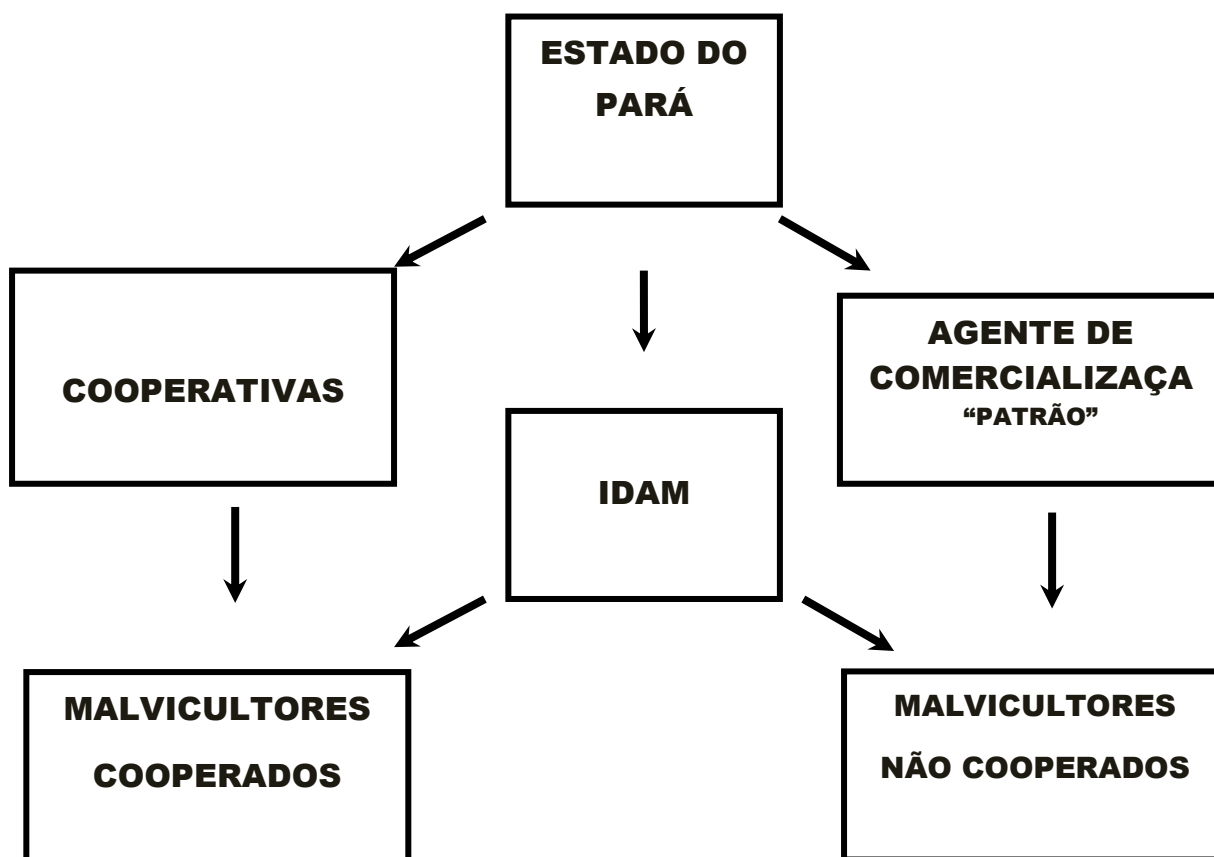 ESTADO DO
PARÁ
COOPERATIVAS
AGENTE DE
COMERCIALIZAÇA
“PATRÃO”
IDAM
MALVICULTORES
COOPERADOS
MALVICULTORES
NÃO COOPERADOS